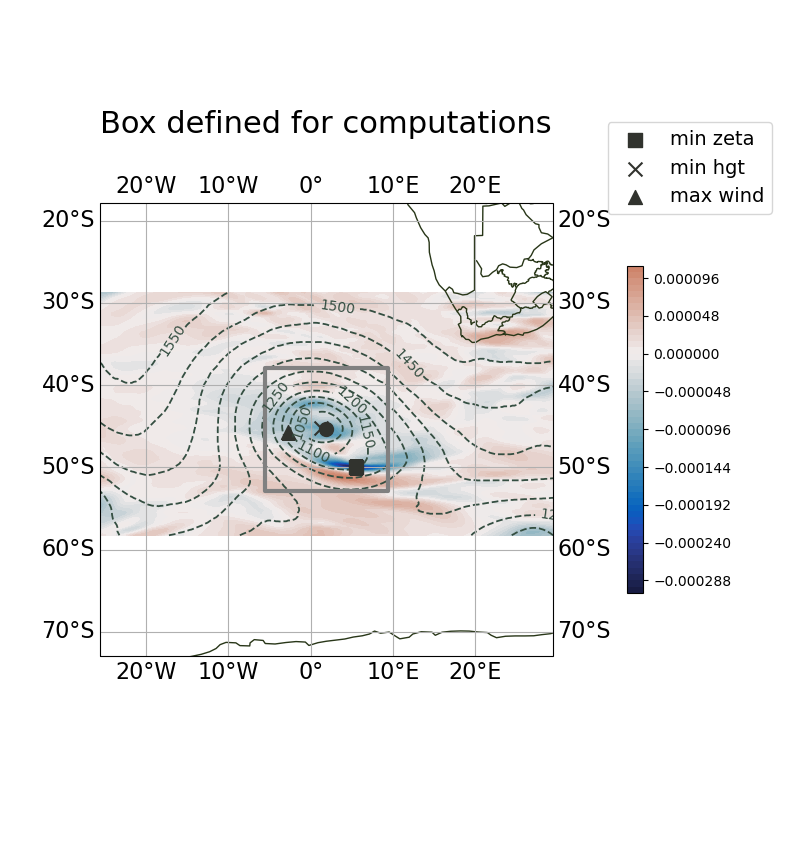 Box defined for computations
min zeta
min hgt
max wind
20°W 10°W 0° 10°E 20°E
20°S 20°S
30°S 30°S
40°S 40°S
50°S 50°S
60°S 60°S
70°S 70°S
20°W 10°W 0° 10°E 20°E
1500
1550
1450
1250
1200
1050
1150
1100
0.000096
0.000048
0.000000
−0.000048
−0.000096
−0.000144
−0.000192
−0.000240
−0.000288